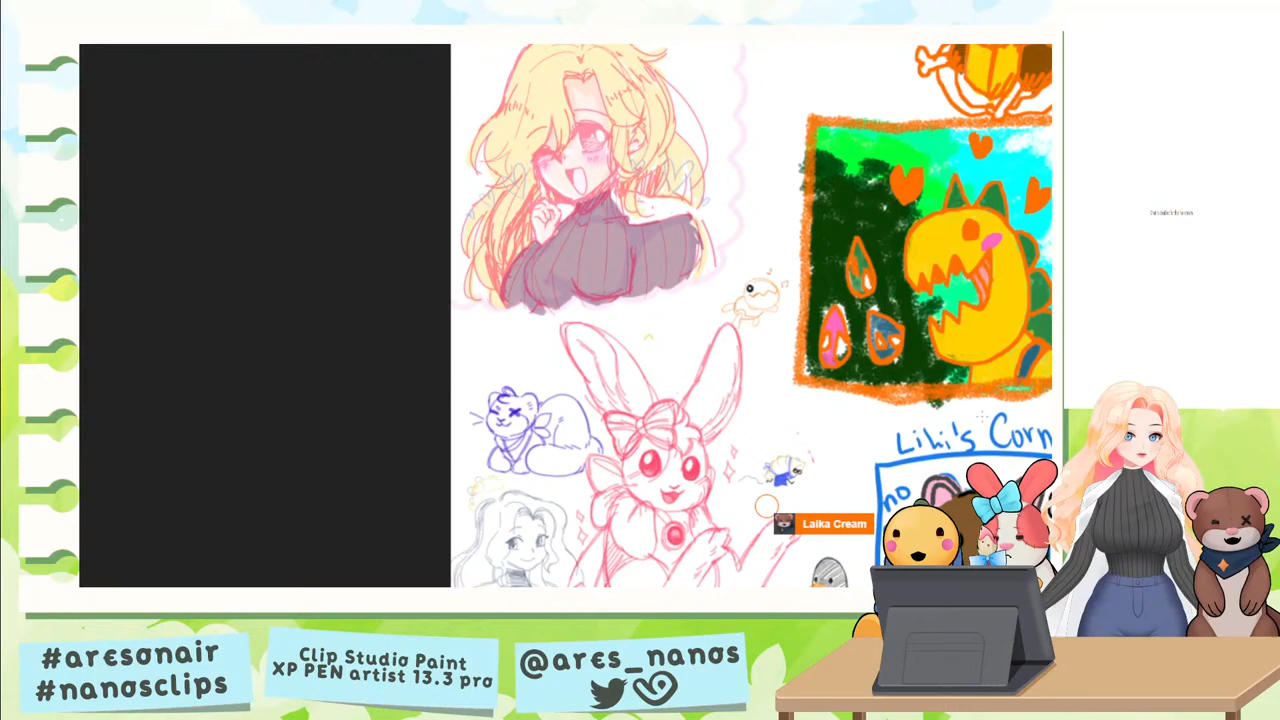 Lihi's Corn
no
Laika Cream
#aresonair
#nanosclips
Clip Studio Paint
XP PEN artist 13.3 pro
@ares_nanos